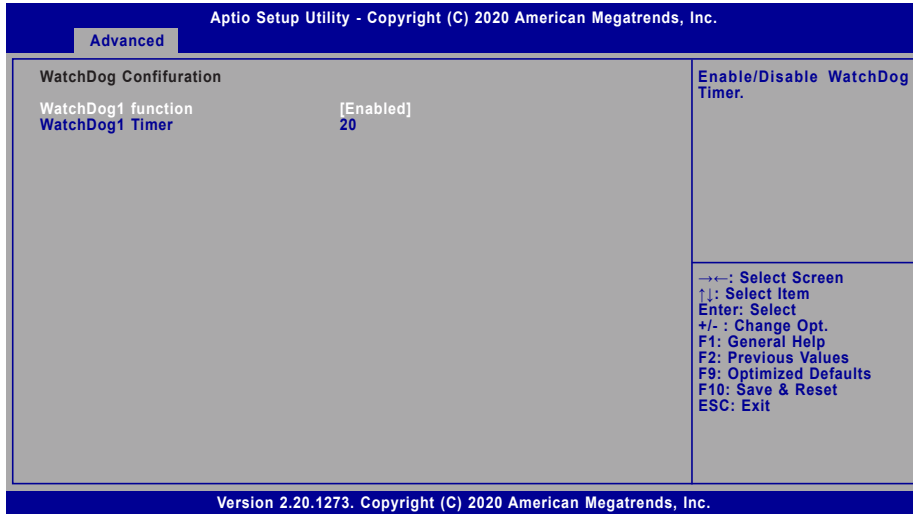 Aptio Setup Utility - Copyright (C) 2020 American Megatrends, Inc.
Advanced
WatchDog Confifuration
WatchDog1 function [Enabled]
WatchDog1 Timer 20
Enable/Disable WatchDog
Timer.
→←: Select Screen
↑↓: Select Item
Enter: Select
+/- : Change Opt.
F1: General Help
F2: Previous Values
F9: Optimized Defaults
F10: Save & Reset
ESC: Exit
Version 2.20.1273. Copyright (C) 2020 American Megatrends, Inc.